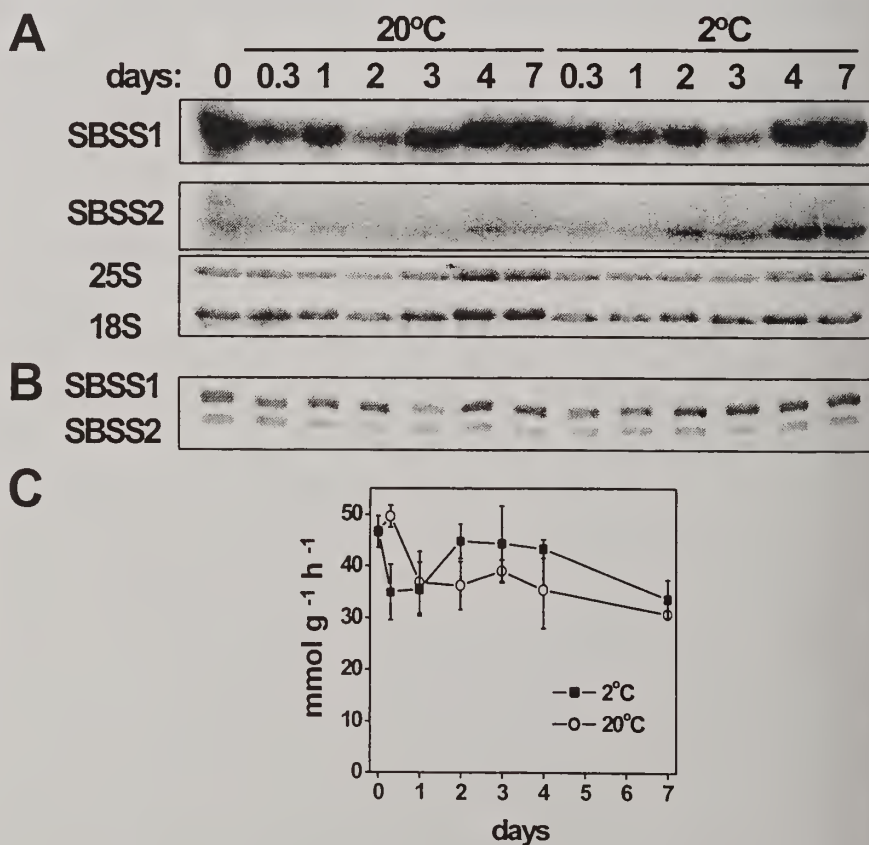 A
20°C 2°C
days: 0 0.3 1 2 3 4 7 0.3 1 2 3 4 7
SBSS1
SBSS2
25S
18S
B
SBSS1
SBSS2
C
50
40
30
20
10
0
mmol g⁻¹ h⁻¹
2°C
20°C
0 1 2 3 4 5 6 7
days